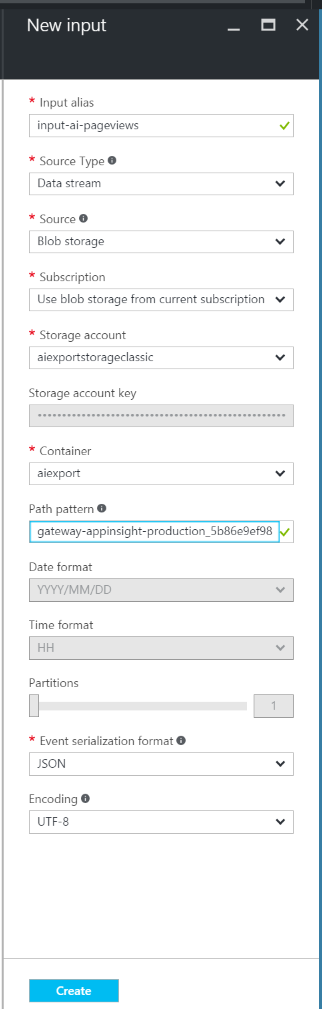 New input
* Input alias
input-ai-pageviews
* Source Type
Data stream
* Source
Blob storage
* Subscription
Use blob storage from current subscription
* Storage account
aiexportstorageclassic
Storage account key
* Container
aiexport
Path pattern
gateway-appinsight-production_5b86e9ef98
Date format
YYYY/MM/DD
Time format
HH
Partitions
1
* Event serialization format
JSON
Encoding
UTF-8
Create